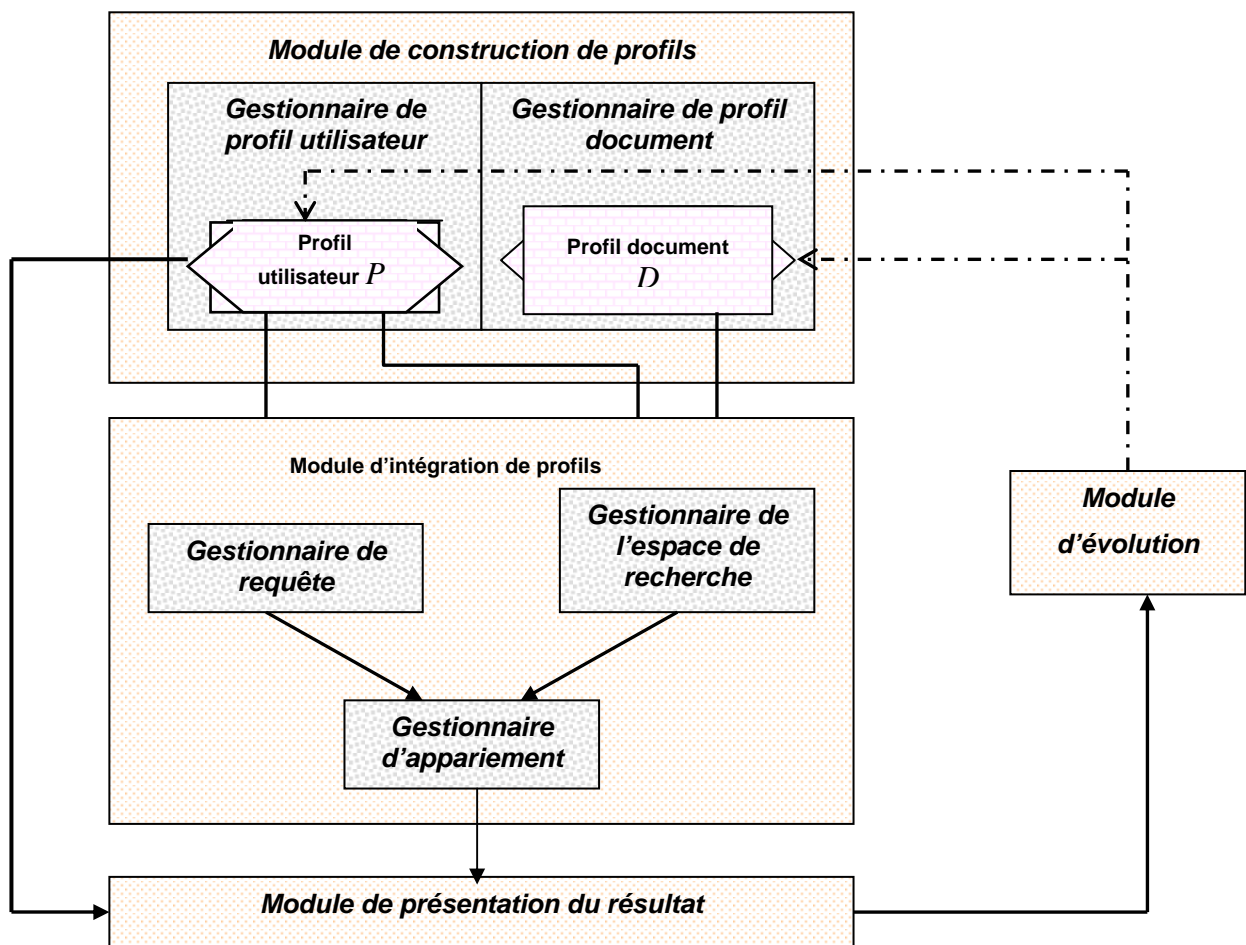 Module de construction de profils
Gestionnaire de
profil utilisateur
Gestionnaire de profil
document
Profil
utilisateur P
Profil document
D
Module d’intégration de profils
Gestionnaire de
requête
Gestionnaire de
l’espace de
recherche
Module
d’évolution
Gestionnaire
d’appariement
Module de présentation du résultat